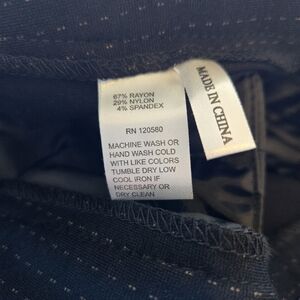 67% RAYON
29% NYLON
4% SPANDEX
RN 120580
MACHINE WASH OR
HAND WASH COLD
WITH LIKE COLORS
TUMBLE DRY LOW
COOL IRON IF
NECESSARY OR
DRY CLEAN
MADE IN CHINA